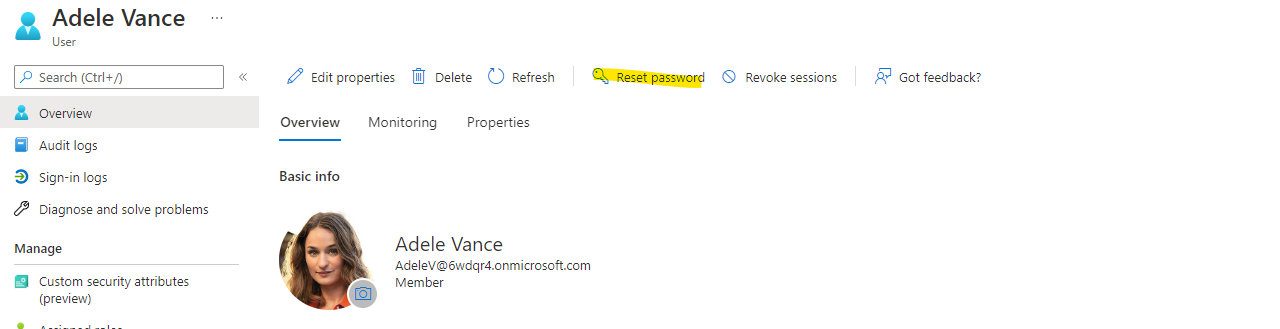 Adele Vance ...
User
Search (Ctrl+/)
«
Edit properties Delete Refresh Reset password Revoke sessions Got feedback?
Overview
Audit logs
Sign-in logs
Diagnose and solve problems
Manage
Custom security attributes
(preview)
Assigned roles
Overview Monitoring Properties
Basic info
Adele Vance
AdeleV@6wdqr4.onmicrosoft.com
Member